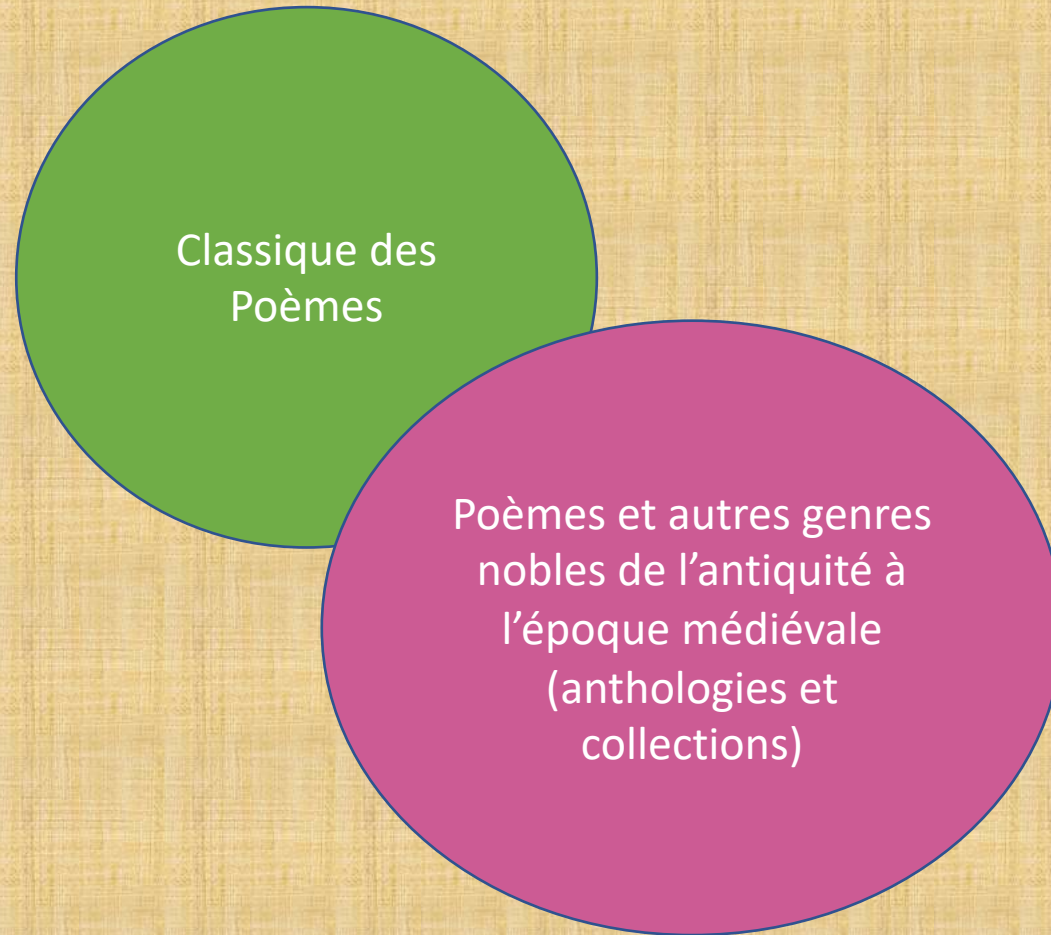 Classique des
Poèmes
Poèmes et autres genres
nobles de l’antiquité à
l’époque médiévale
(anthologies et
collections)